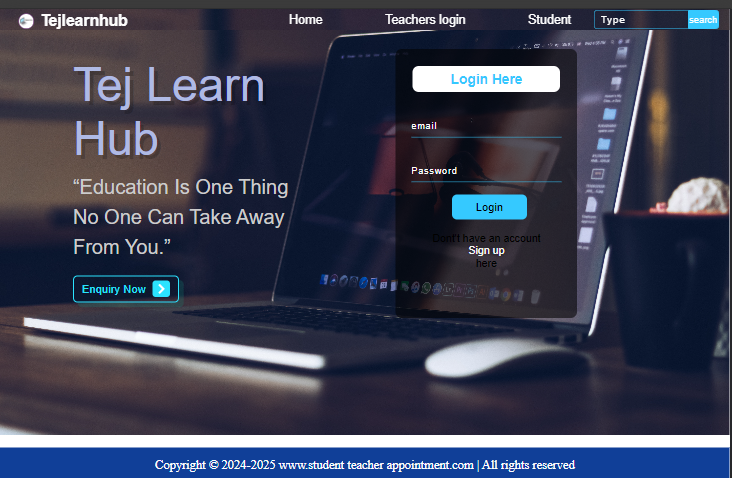 Tejlearnhub
Home
Teachers login
Student
Type
search
Tej Learn
Hub
“Education Is One Thing
No One Can Take Away
From You.”
Enquiry Now
Login Here
email
Password
Login
Dont't have an account
Sign up
here
Copyright © 2024-2025 www.student teacher appointment.com | All rights reserved